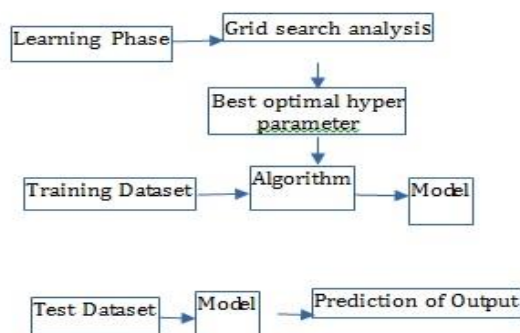 Learning Phase
Grid search analysis
Best optimal hyper
parameter
Training Dataset
Algorithm
Model
Test Dataset
Model
Prediction of Output